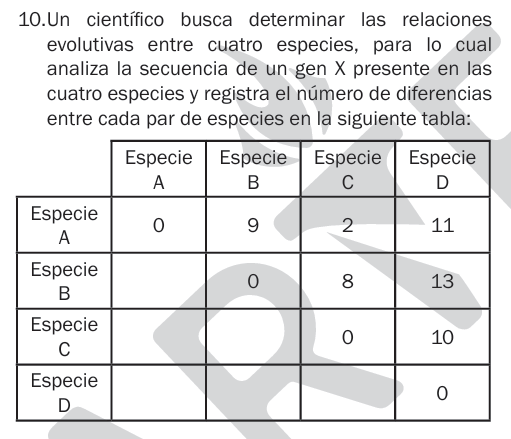 10.Un científico busca determinar las relaciones
evolutivas entre cuatro especies, para lo cual
analiza la secuencia de un gen X presente en las
cuatro especies y registra el número de diferencias
entre cada par de especies en la siguiente tabla:
Especie A Especie B Especie C Especie D
Especie A 0 9 2 11
Especie B 0 8 13
Especie C 0 10
Especie D 0